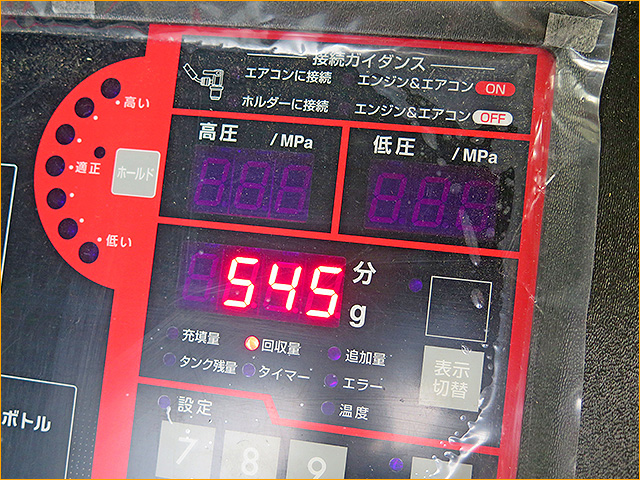 接続ガイダンス
エアコンに接続 エンジン&エアコン ON
ホルダーに接続 エンジン&エアコン OFF
高い
適正
低い
ホールド
高圧 /MPa
低圧 /MPa
545 分
g
充填量 回収量 追加量
タンク残量 タイマー エラー
温度
表示
切替
設定
7 8 9
ボトル